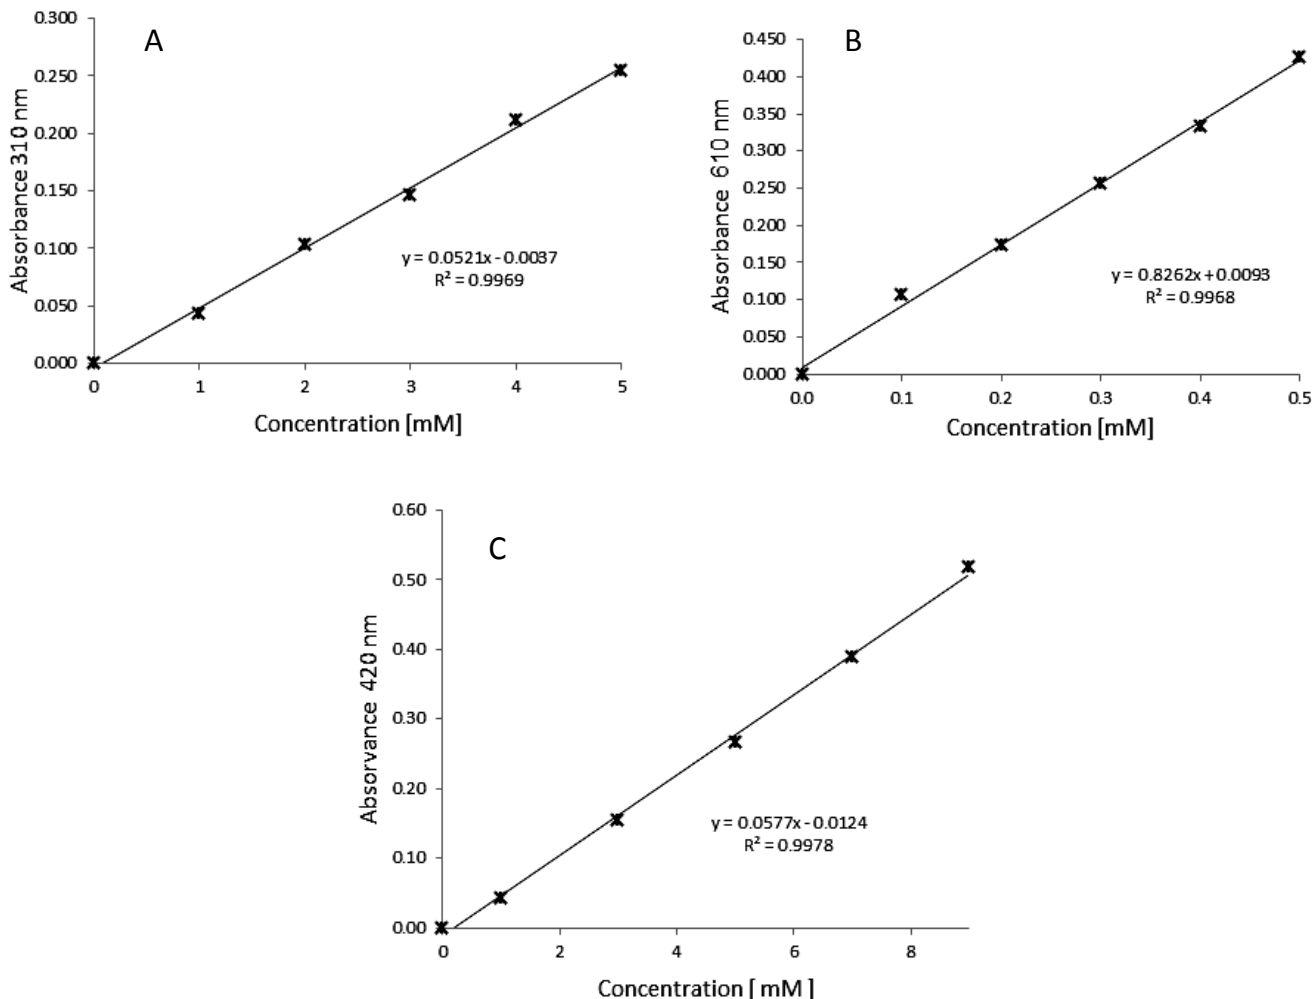 A
Absorbance 310 nm
0.300
0.250
0.200
0.150
0.100
0.050
0.000
0 1 2 3 4 5
Concentration [mM]
y = 0.0521x - 0.0037
R² = 0.9969
B
Absorbance 610 nm
0.450
0.400
0.350
0.300
0.250
0.200
0.150
0.100
0.050
0.000
0.0 0.1 0.2 0.3 0.4 0.5
Concentration [mM]
y = 0.8262x + 0.0093
R² = 0.9968
C
Absorvance 420 nm
0.60
0.50
0.40
0.30
0.20
0.10
0.00
0 2 4 6 8
Concentration [ mM ]
y = 0.0577x - 0.0124
R² = 0.9978